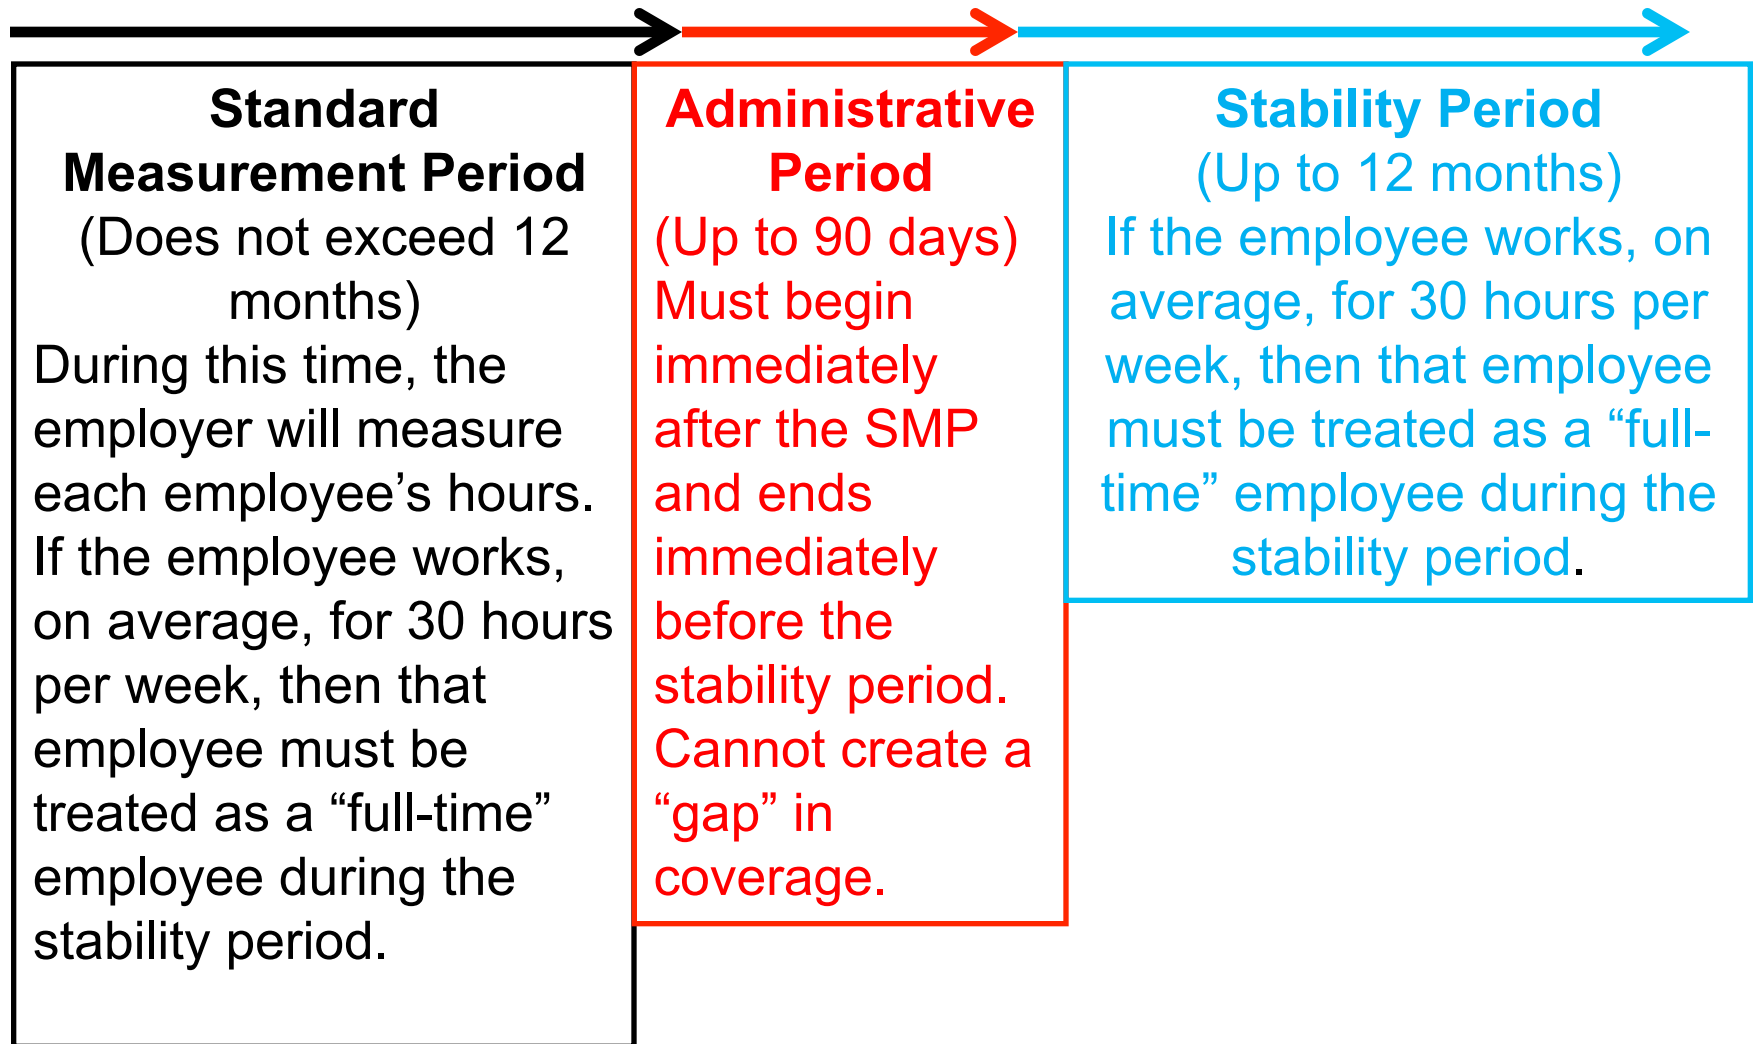 Standard
Measurement Period
(Does not exceed 12
months)
During this time, the
employer will measure
each employee’s hours.
If the employee works,
on average, for 30 hours
per week, then that
employee must be
treated as a “full-time”
employee during the
stability period.
Administrative
Period
(Up to 90 days)
Must begin
immediately
after the SMP
and ends
immediately
before the
stability period.
Cannot create a
“gap” in
coverage.
Stability Period
(Up to 12 months)
If the employee works, on
average, for 30 hours per
week, then that employee
must be treated as a “full-
time” employee during the
stability period.